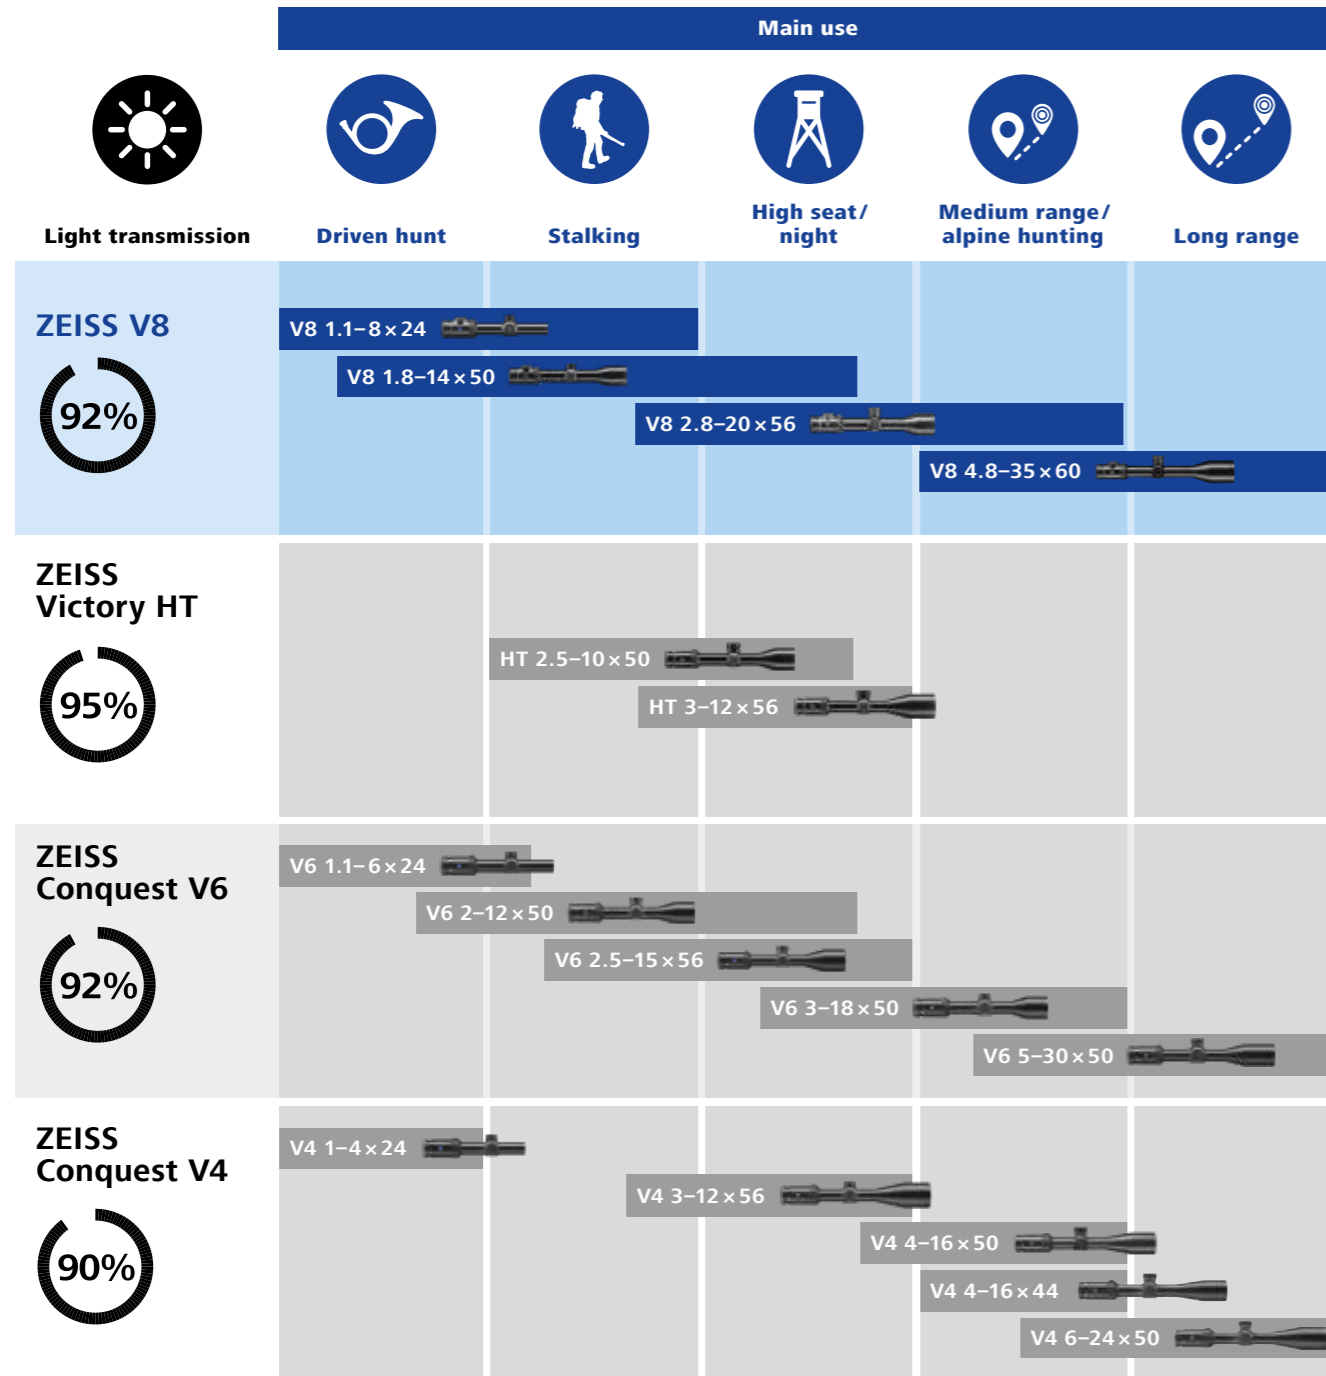 Main use
Light transmission
Driven hunt
Stalking
High seat/
night
Medium range/
alpine hunting
Long range
ZEISS V8
92%
V8 1.1–8×24
V8 1.8–14×50
V8 2.8–20×56
V8 4.8–35×60
ZEISS
Victory HT
95%
HT 2.5–10×50
HT 3–12×56
ZEISS
Conquest V6
92%
V6 1.1–6×24
V6 2–12×50
V6 2.5–15×56
V6 3–18×50
V6 5–30×50
ZEISS
Conquest V4
90%
V4 1–4×24
V4 3–12×56
V4 4–16×50
V4 4–16×44
V4 6–24×50